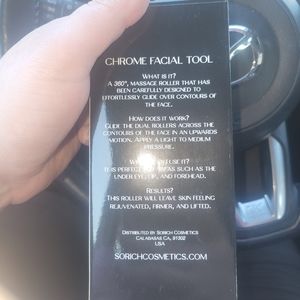 CHROME FACIAL TOOL
WHAT IS IT?
A 360°, MASSAGE ROLLER THAT HAS
BEEN CAREFULLY DESIGNED TO
EFFORTLESSLY GLIDE OVER CONTOURS
OF THE FACE.
HOW DOES IT WORK?
GLIDE THE DUAL ROLLERS ACROSS THE
CONTOURS OF THE FACE IN AN UPWARDS
MOTION. APPLY A LIGHT TO MEDIUM
PRESSURE.
USE IT?
THIS PERFECT AREAS SUCH AS THE
UNDER EYE, LIP, AND FOREHEAD.
RESULTS?
THIS ROLLER WILL LEAVE SKIN FEELING
REJUVENATED, FIRMER, AND LIFTED.
DISTRIBUTED BY SORICH COSMETICS
CALABASAS CA, 91302
USA
SORICHCOSMETICS.COM